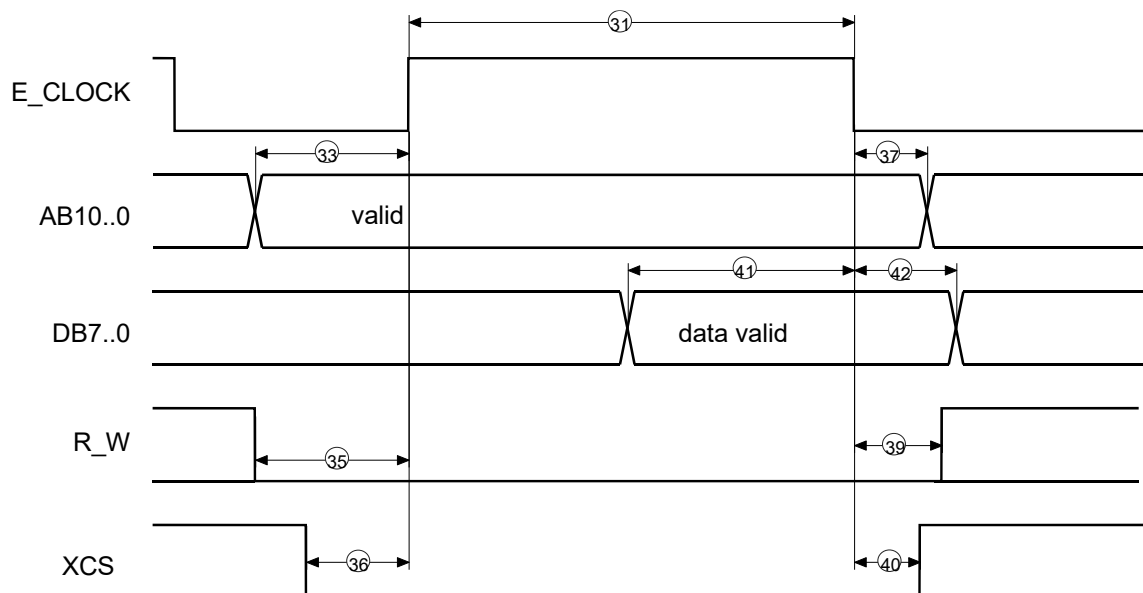 31
E_CLOCK
33
37
AB10..0
valid
41
42
DB7..0
data valid
R_W
35
39
36
40
XCS